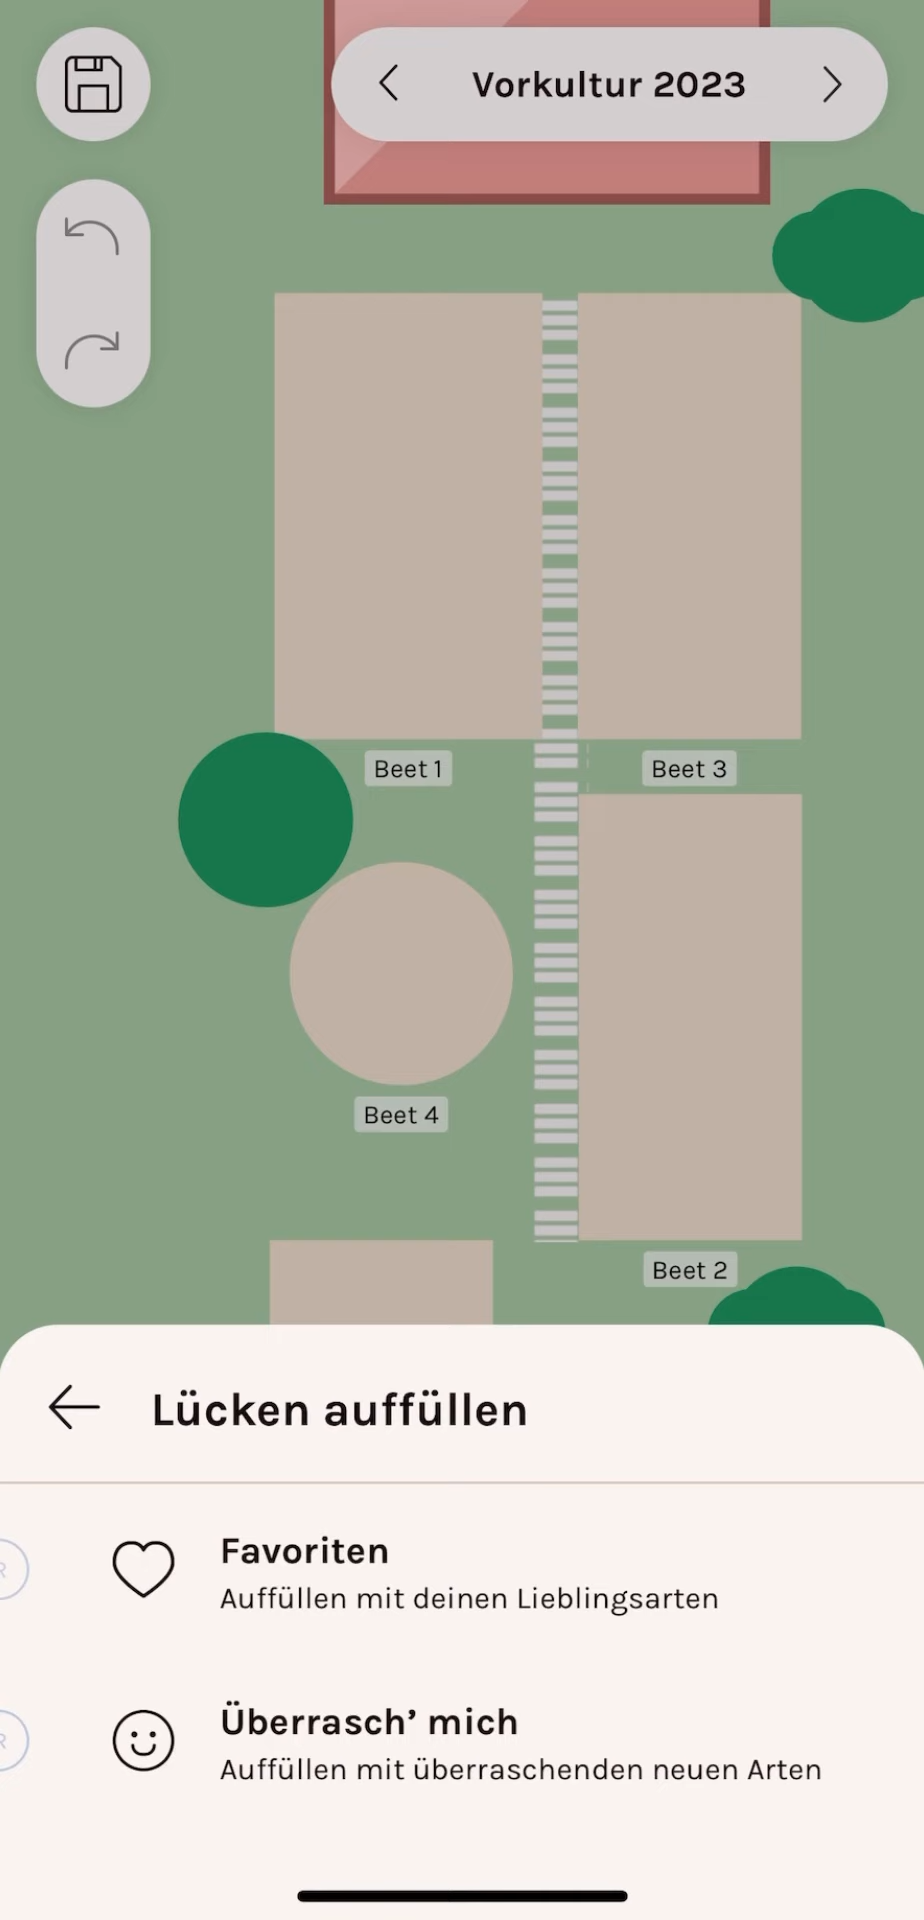 Vorkultur 2023
Beet 1
Beet 3
Beet 4
Beet 2
Lücken auffüllen
R
Favoriten
Auffüllen mit deinen Lieblingsarten
R
Überrasch’ mich
Auffüllen mit überraschenden neuen Arten